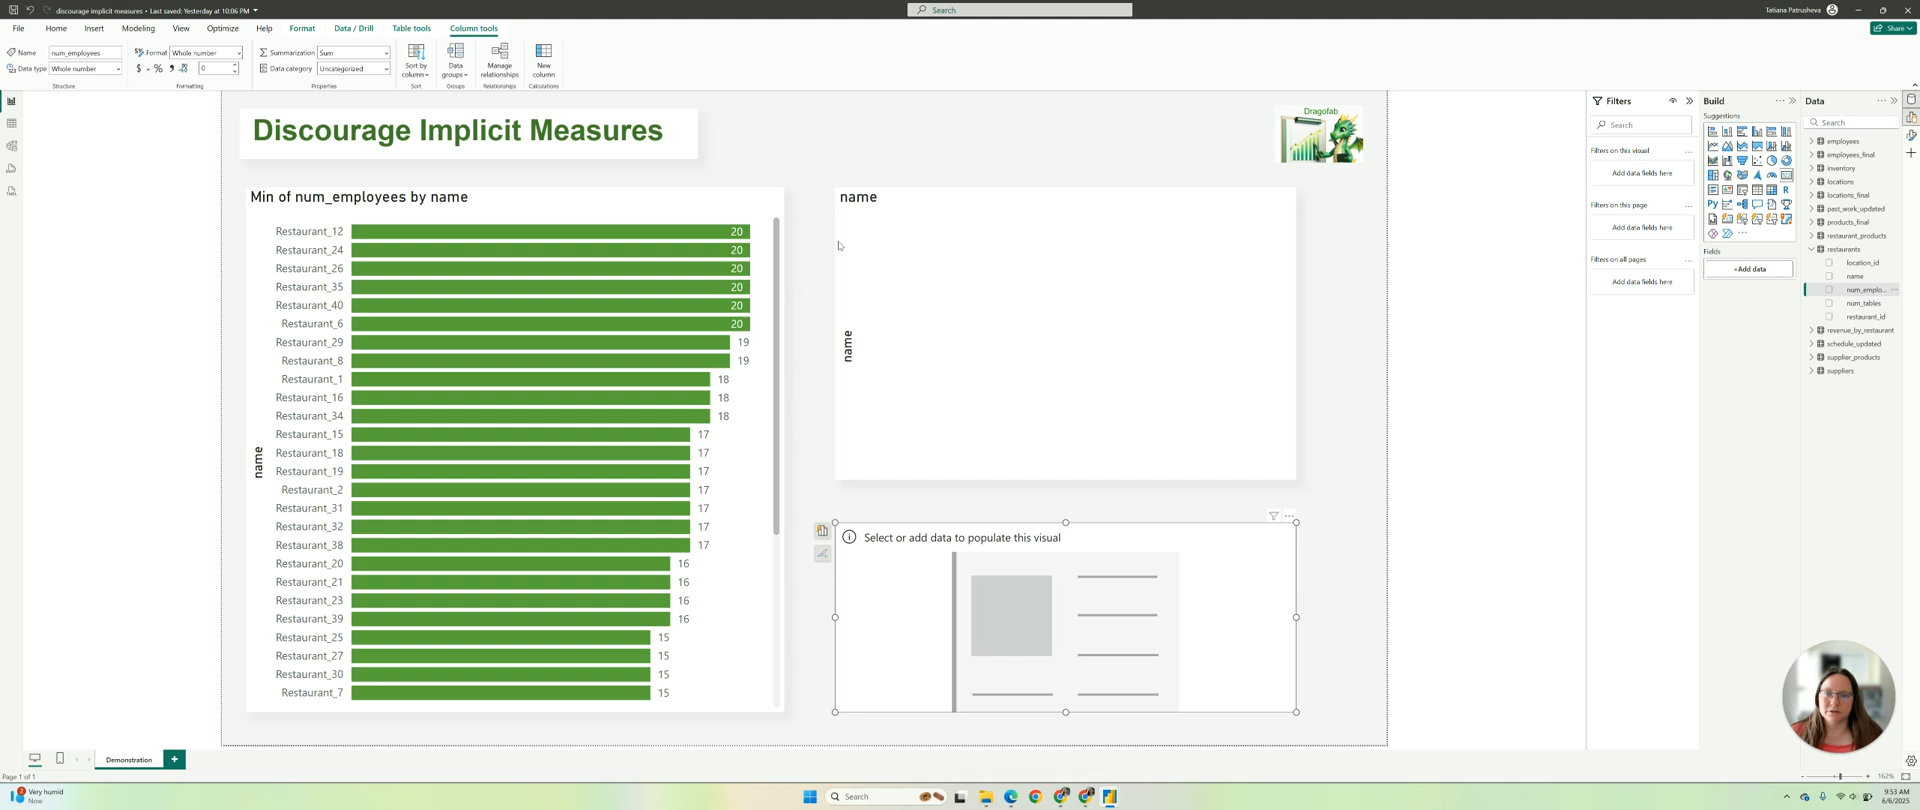 discourage implicit measures • Last saved: Yesterday at 10:06 PM
Search
Tatiana Patrusheva
File Home Insert Modeling View Optimize Help Format Data / Drill Table tools Column tools
Share
Name num_employees
Format Whole number
Summarization Sum
Data type Whole number
$ % 0
Data category Uncategorized
Sort by column
Data groups
Manage relationships
New column
Structure Formatting Properties Sort Groups Relationships Calculations
Discourage Implicit Measures
Dragofab
Min of num_employees by name
name
Restaurant_12 20
Restaurant_24 20
Restaurant_26 20
Restaurant_35 20
Restaurant_40 20
Restaurant_6 20
Restaurant_29 19
Restaurant_8 19
Restaurant_1 18
Restaurant_16 18
Restaurant_34 18
Restaurant_15 17
Restaurant_18 17
Restaurant_19 17
Restaurant_2 17
Restaurant_31 17
Restaurant_32 17
Restaurant_38 17
Restaurant_20 16
Restaurant_21 16
Restaurant_23 16
Restaurant_39 16
Restaurant_25 15
Restaurant_27 15
Restaurant_30 15
Restaurant_7 15
name
name
Select or add data to populate this visual
Filters
Search
Filters on this visual
Add data fields here
Filters on this page
Add data fields here
Filters on all pages
Add data fields here
Build
Suggestions
R
Py
Fields
+Add data
Data
Search
employees
employees_final
inventory
locations
locations_final
past_work_updated
products_final
restaurant_products
restaurants
location_id
name
num_emplo...
num_tables
restaurant_id
revenue_by_restaurant
schedule_updated
supplier_products
suppliers
Demonstration
Page 1 of 1
162%
2
Very humid
Now
Search
9:53 AM
6/6/2025